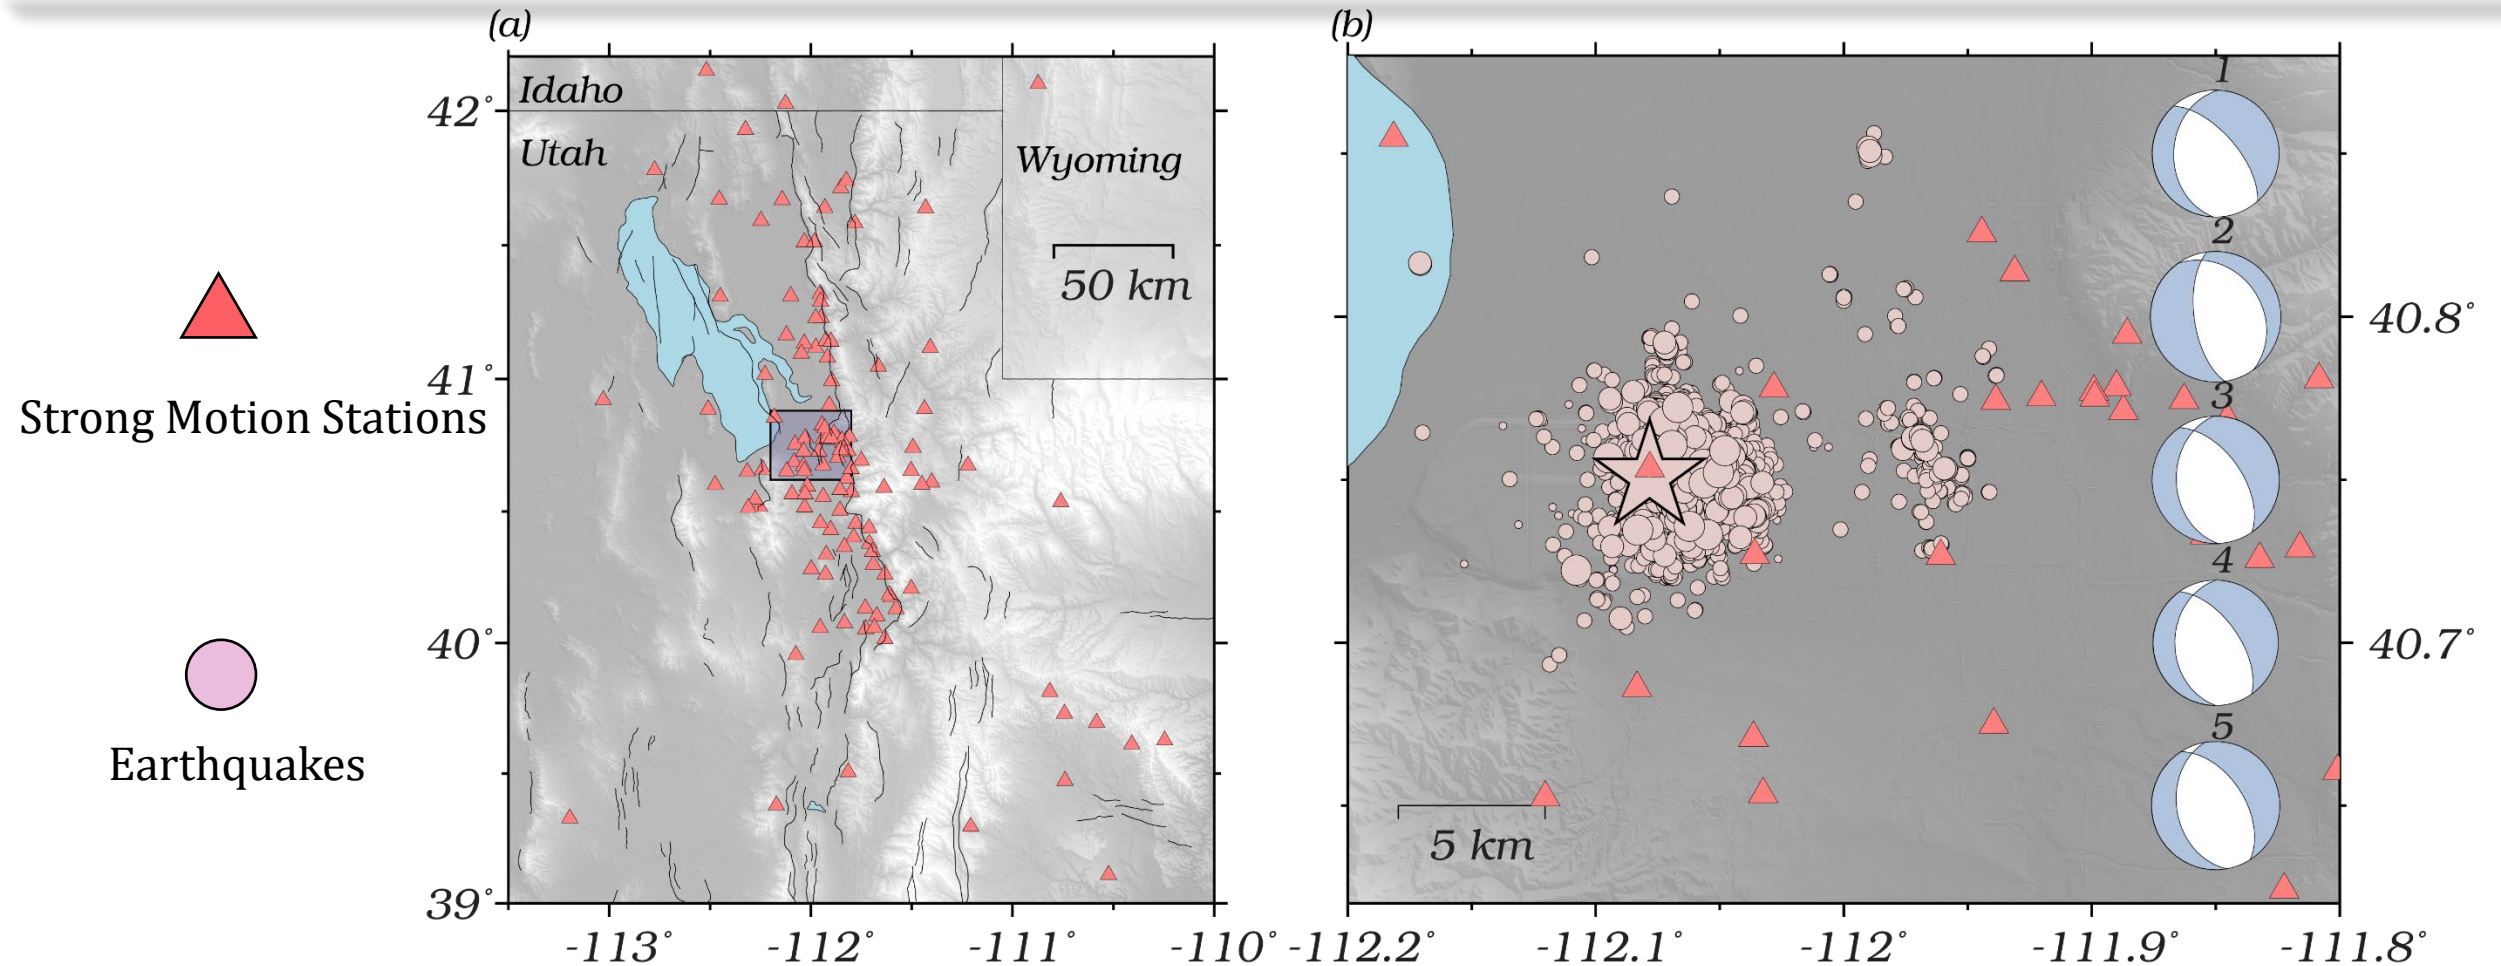 (a)
(b)
Idaho
Utah
Wyoming
50 km
Strong Motion Stations
Earthquakes
42°
41°
40°
39°
-113°
-112°
-111°
-110°
1
2
3
4
5
5 km
40.8°
40.7°
-112.2°
-112.1°
-112°
-111.9°
-111.8°